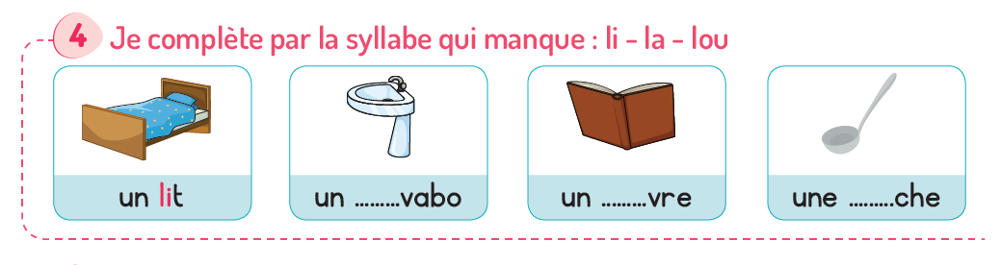 4 Je complète par la syllabe qui manque : li - la - lou
un lit
un .........vabo
un .........vre
une .........che